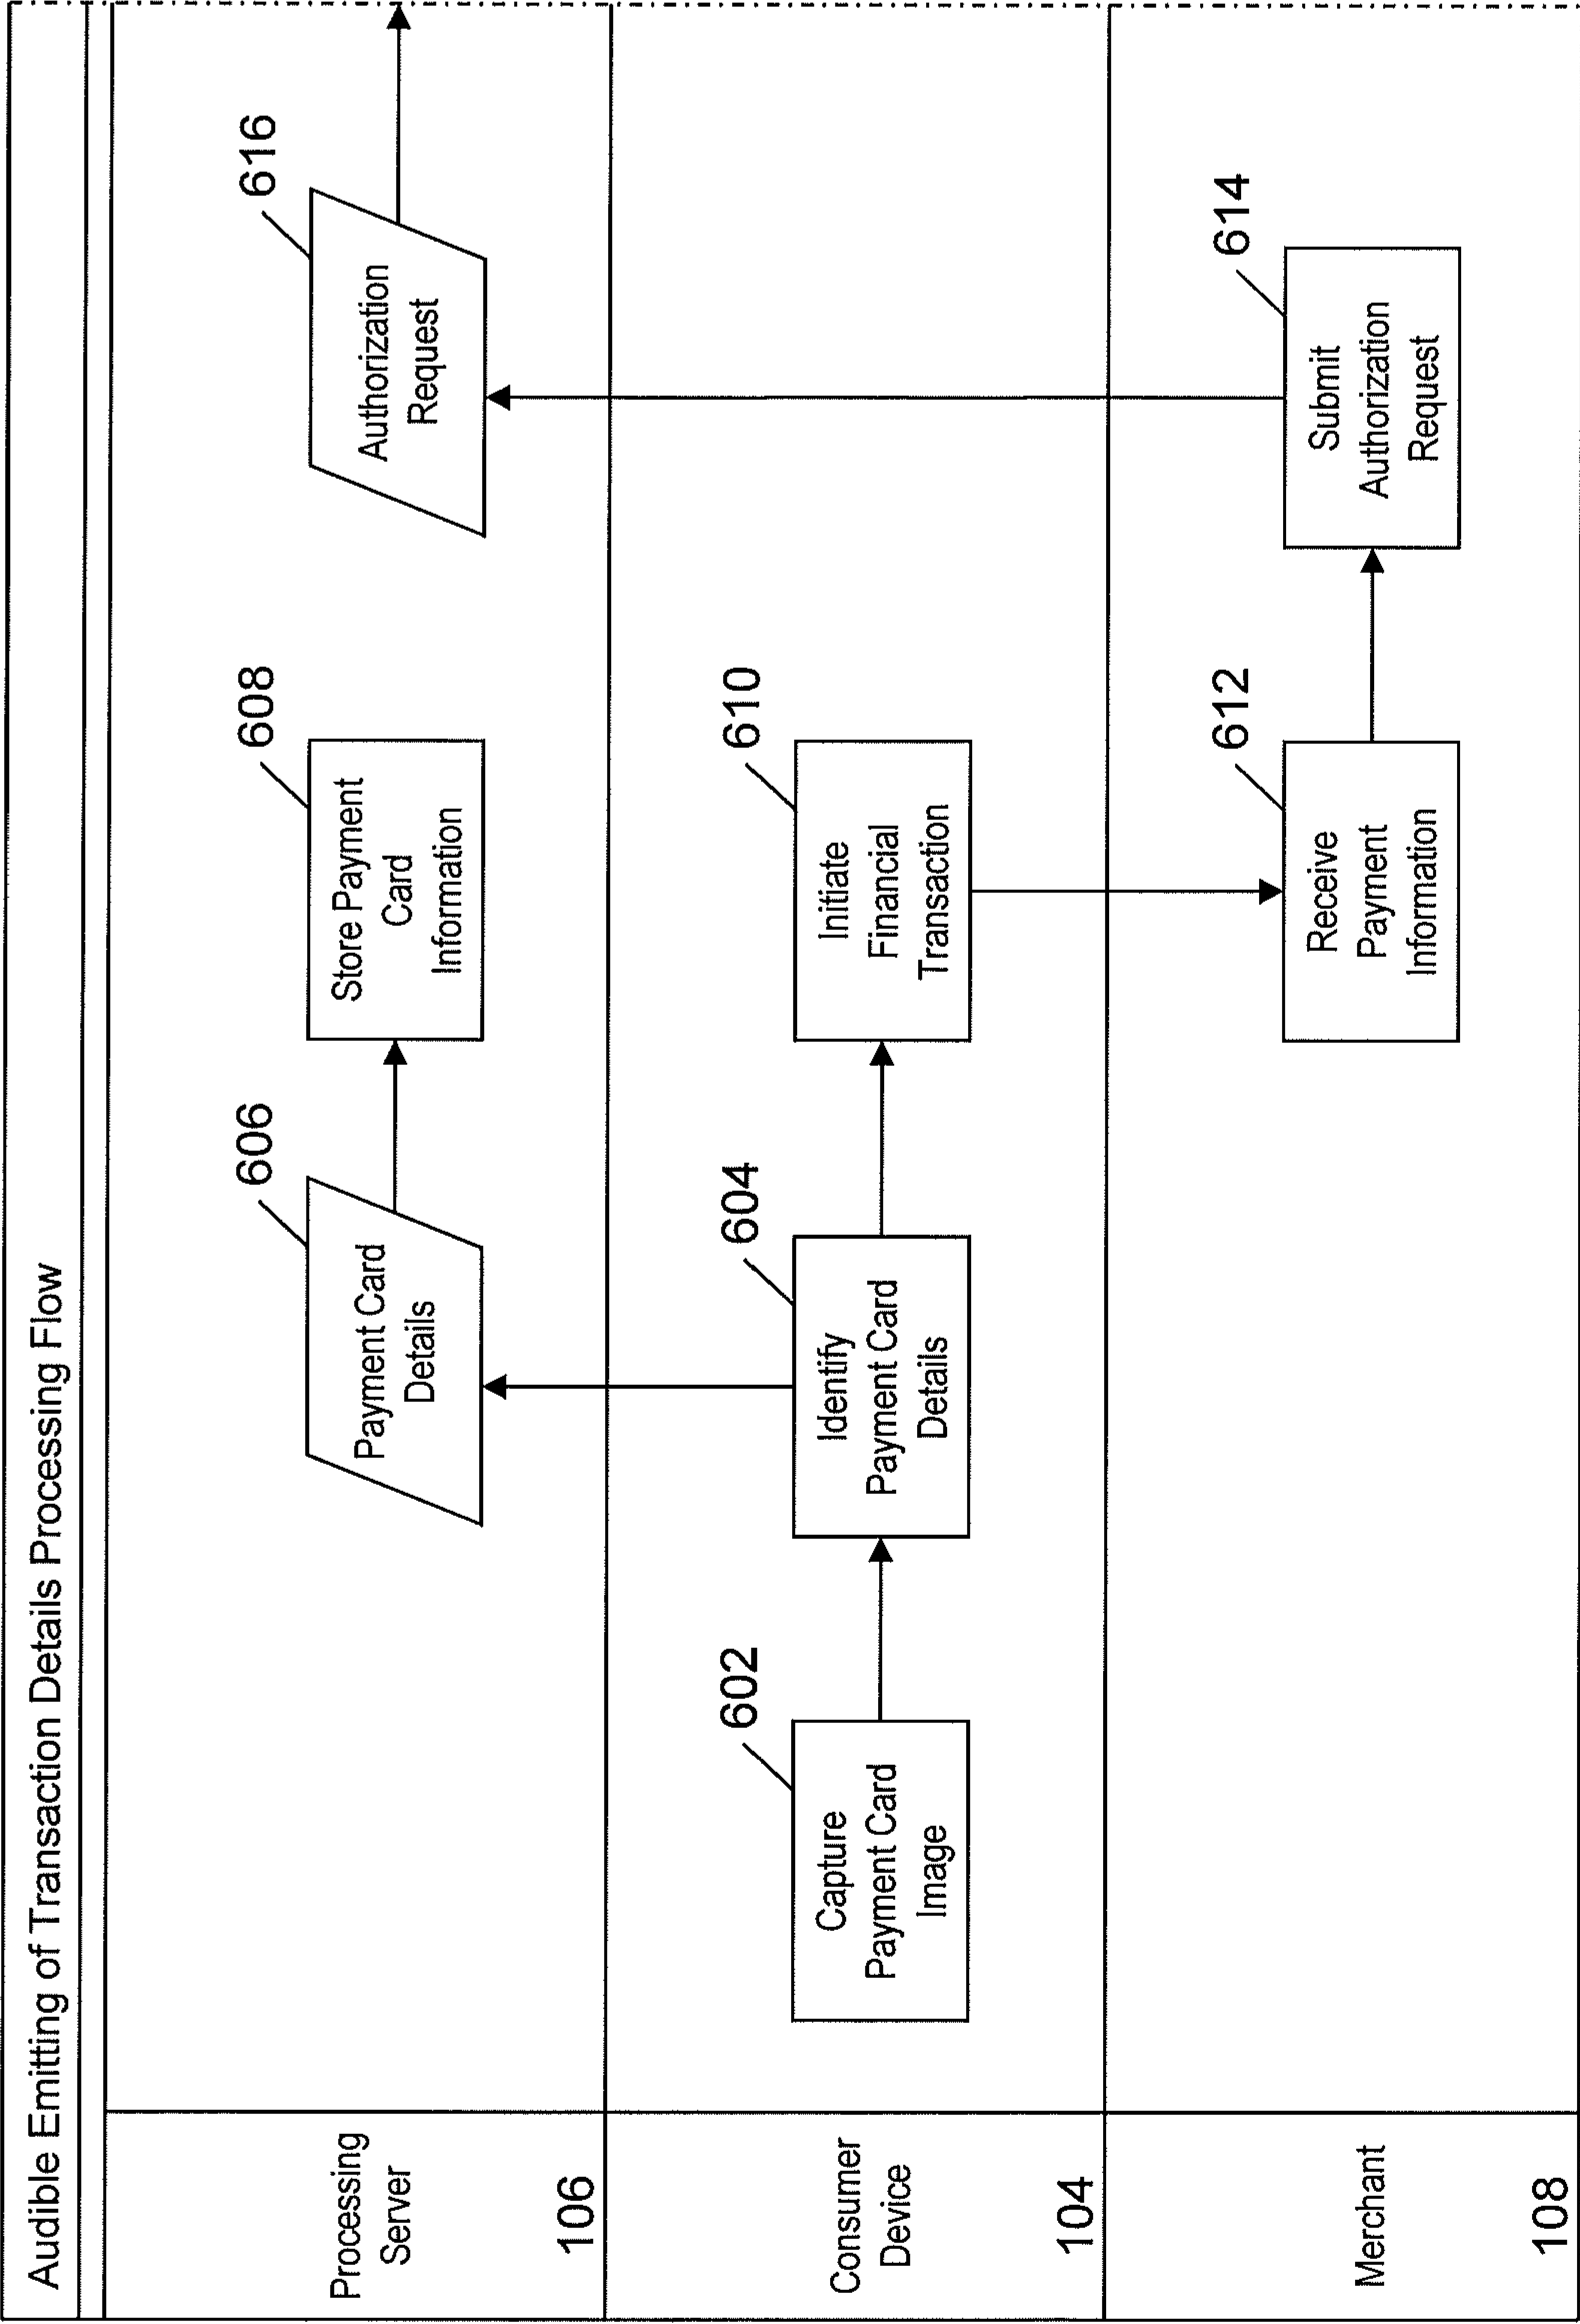 Audible Emitting of Transaction Details Processing Flow
Processing
Server
106
606
Payment Card
Details
608
Store Payment
Card
Information
616
Authorization
Request
Consumer
Device
104
602
Capture
Payment Card
Image
604
Identify
Payment Card
Details
610
Initiate
Financial
Transaction
Merchant
108
612
Receive
Payment
Information
614
Submit
Authorization
Request